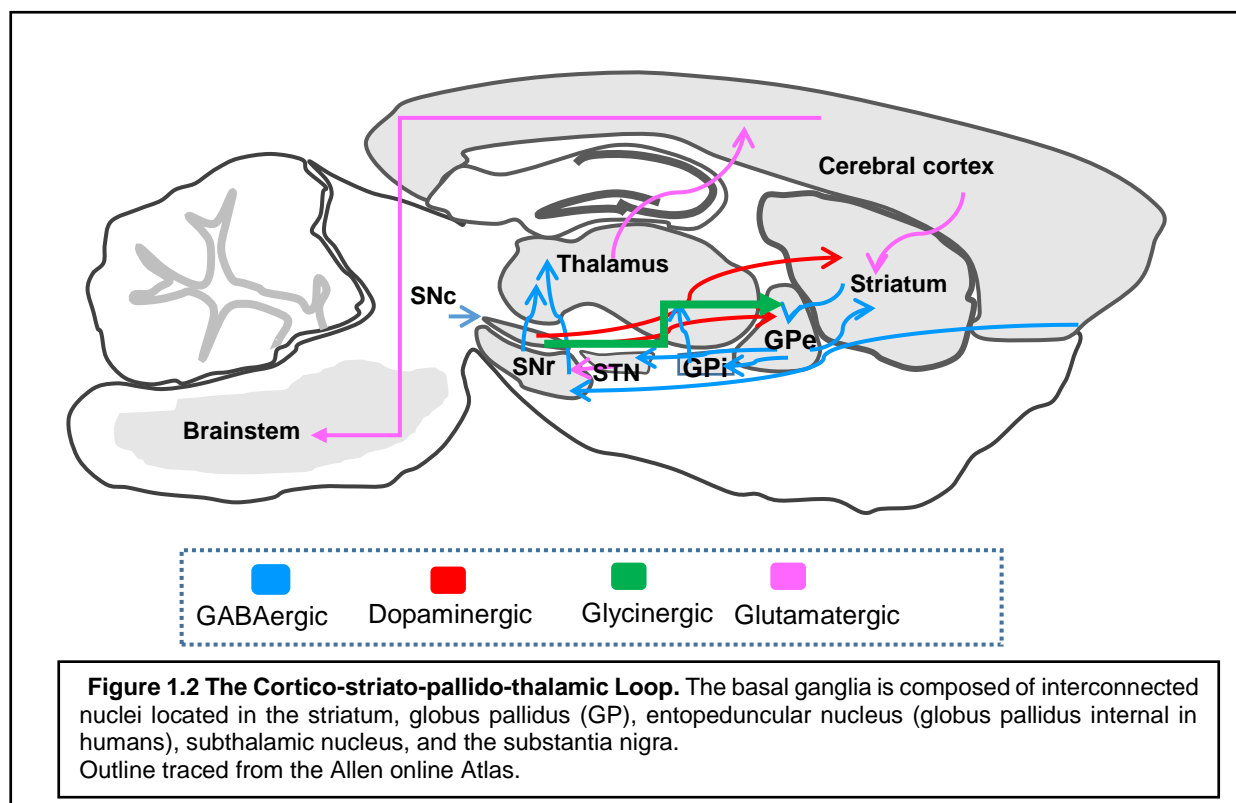 Cerebral cortex
Thalamus
Striatum
SNc
GPe
SNr
STN
GPi
Brainstem
GABAergic
Dopaminergic
Glycinergic
Glutamatergic
Figure 1.2 The Cortico-striato-pallido-thalamic Loop. The basal ganglia is composed of interconnected
nuclei located in the striatum, globus pallidus (GP), entopeduncular nucleus (globus pallidus internal in
humans), subthalamic nucleus, and the substantia nigra.
Outline traced from the Allen online Atlas.